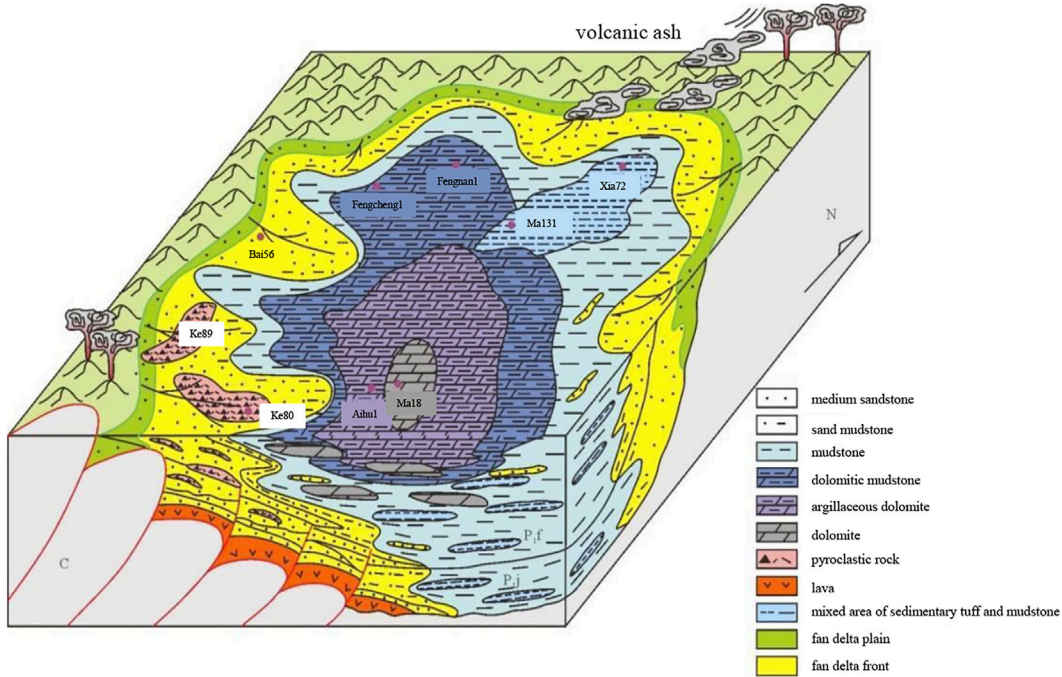 volcanic ash
N
Fengnan1
Xia72
Fengcheng1
Ma131
Bai56
Ke89
Aihu1
Ma18
Ke80
C
P₁f
P₁j
medium sandstone
sand mudstone
mudstone
dolomitic mudstone
argillaceous dolomite
dolomite
pyroclastic rock
lava
mixed area of sedimentary tuff and mudstone
fan delta plain
fan delta front